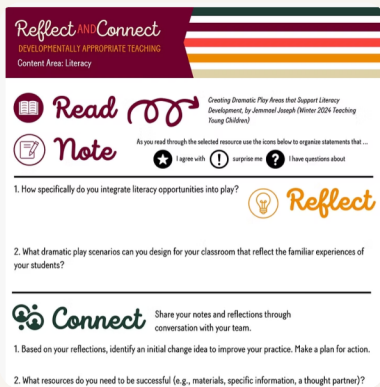 Reflect AND Connect
DEVELOPMENTALLY APPROPRIATE TEACHING
Content Area: Literacy
Read
Creating Dramatic Play Areas that Support Literacy
Development, by Jemmael Joseph (Winter 2024 Teaching
Young Children)
Note
As you read through the selected resource use the icons below to organize statements that ...
I agree with ! surprise me ? I have questions about
1. How specifically do you integrate literacy opportunities into play?
Reflect
2. What dramatic play scenarios can you design for your classroom that reflect the familiar experiences of
your students?
Connect
Share your notes and reflections through
conversation with your team.
1. Based on your reflections, identify an initial change idea to improve your practice. Make a plan for action.
2. What resources do you need to be successful (e.g., materials, specific information, a thought partner)?